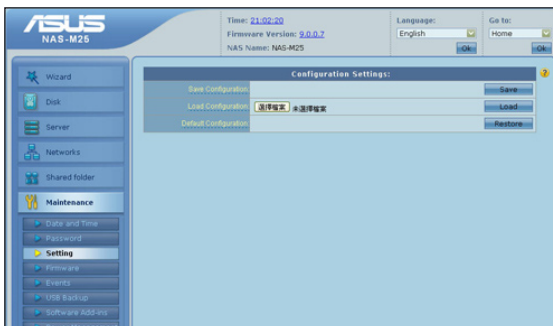 ASUS
NAS-M25
Time: 21:02:20
Firmware Version: 9.0.0.7
NAS Name: NAS-M25
Language:
English
Ok
Go to:
Home
Ok
Wizard
Disk
Server
Networks
Shared folder
Maintenance
Date and Time
Password
Setting
Firmware
Events
USB Backup
Software Add-ins
Configuration Settings:
Save Configuration:
Save
Load Configuration: 選擇檔案 未選擇檔案
Load
Default Configuration:
Restore